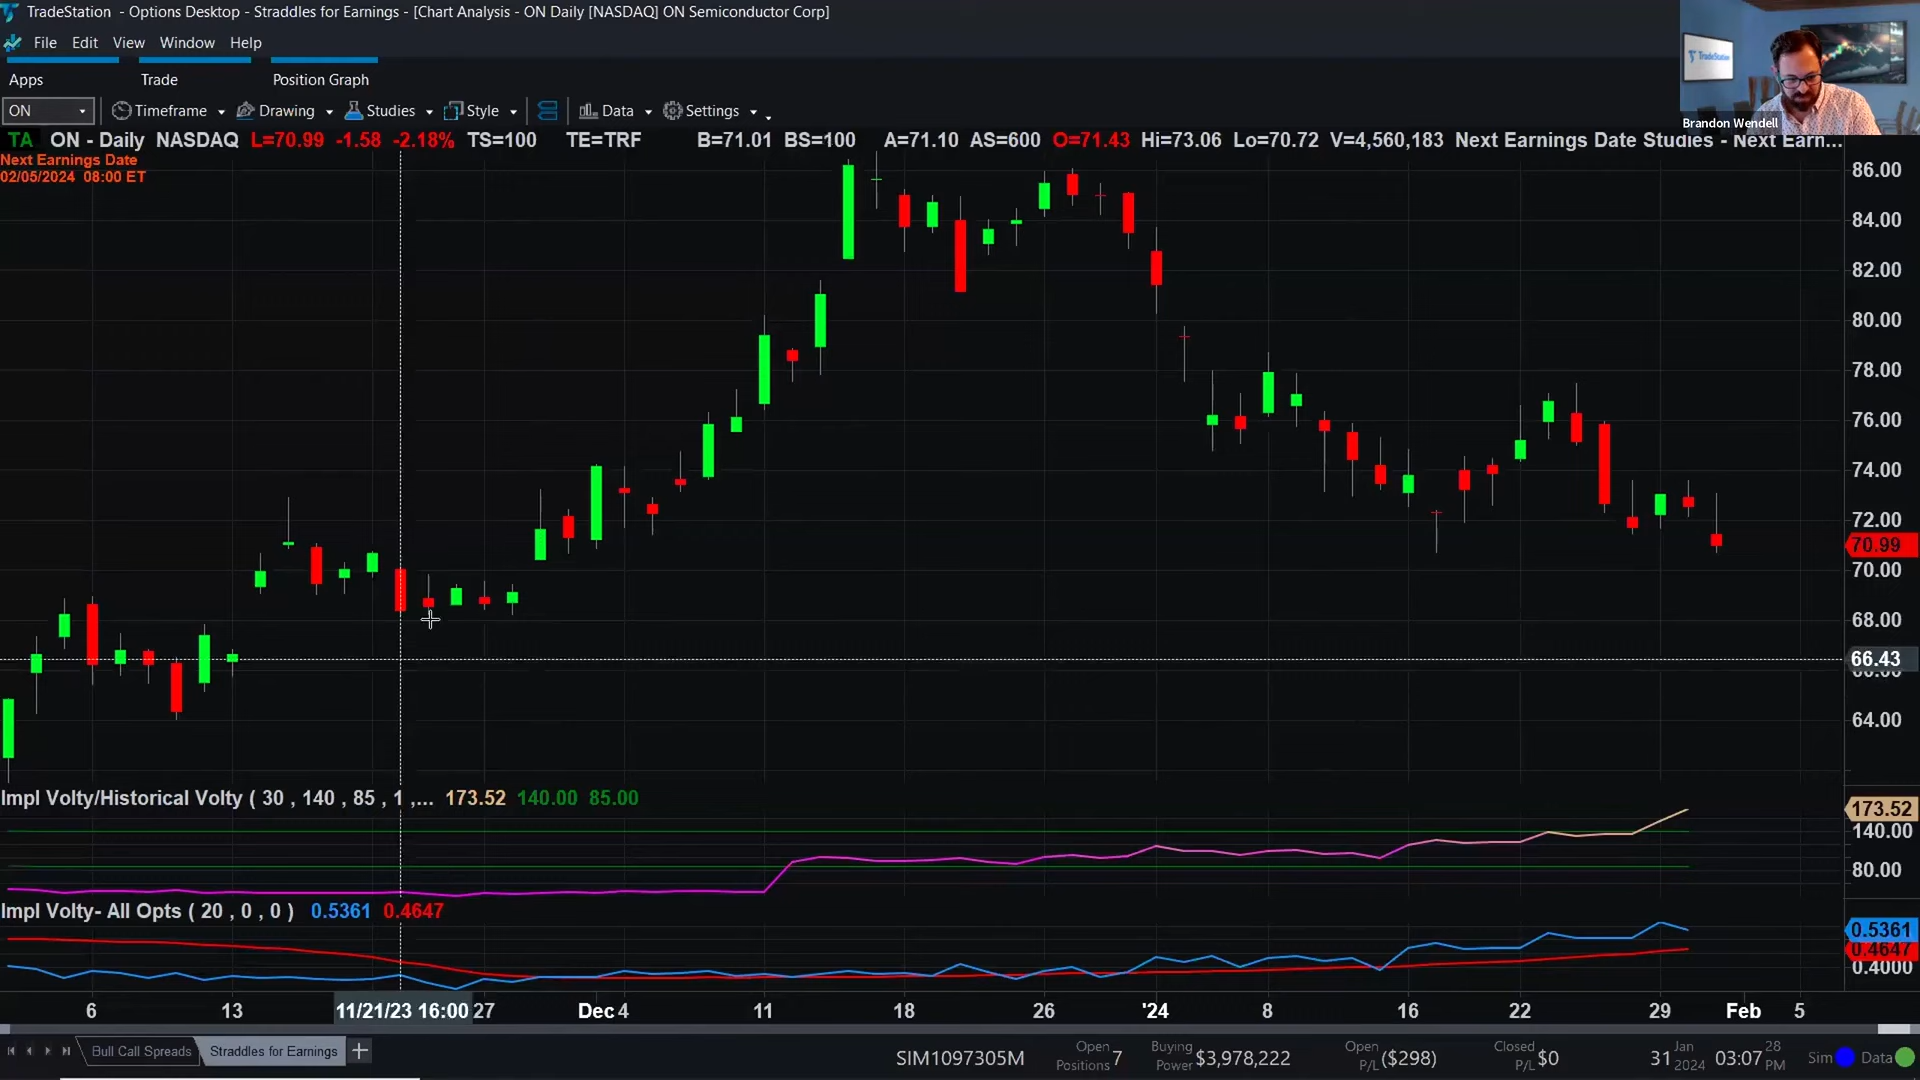 TradeStation - Options Desktop - Straddles for Earnings - [Chart Analysis - ON Daily [NASDAQ] ON Semiconductor Corp]
File Edit View Window Help
Apps Trade Position Graph
ON Timeframe Drawing Studies Style Data Settings
TradeStation
Brandon Wendell
TA ON - Daily NASDAQ L=70.99 -1.58 -2.18% TS=100 TE=TRF B=71.01 BS=100 A=71.10 AS=600 O=71.43 Hi=73.06 Lo=70.72 V=4,560,183 Next Earnings Date Studies - Next Earn...
Next Earnings Date
02/05/2024 08:00 ET
86.00
84.00
82.00
80.00
78.00
76.00
74.00
72.00
70.99
70.00
68.00
66.43
66.00
64.00
Impl Volty/Historical Volty ( 30 , 140 , 85 , 1 ,... 173.52 140.00 85.00
173.52
140.00
80.00
Impl Volty- All Opts ( 20 , 0 , 0 ) 0.5361 0.4647
0.5361
0.4647
0.4000
6 13 11/21/23 16:00 27 Dec 4 11 18 26 '24 8 16 22 29 Feb 5
Bull Call Spreads Straddles for Earnings +
SIM1097305M Open Positions 7 Buying Power $3,978,222 Open P/L ($298) Closed P/L $0 31 Jan 2024 03:07 28 PM Sim Data